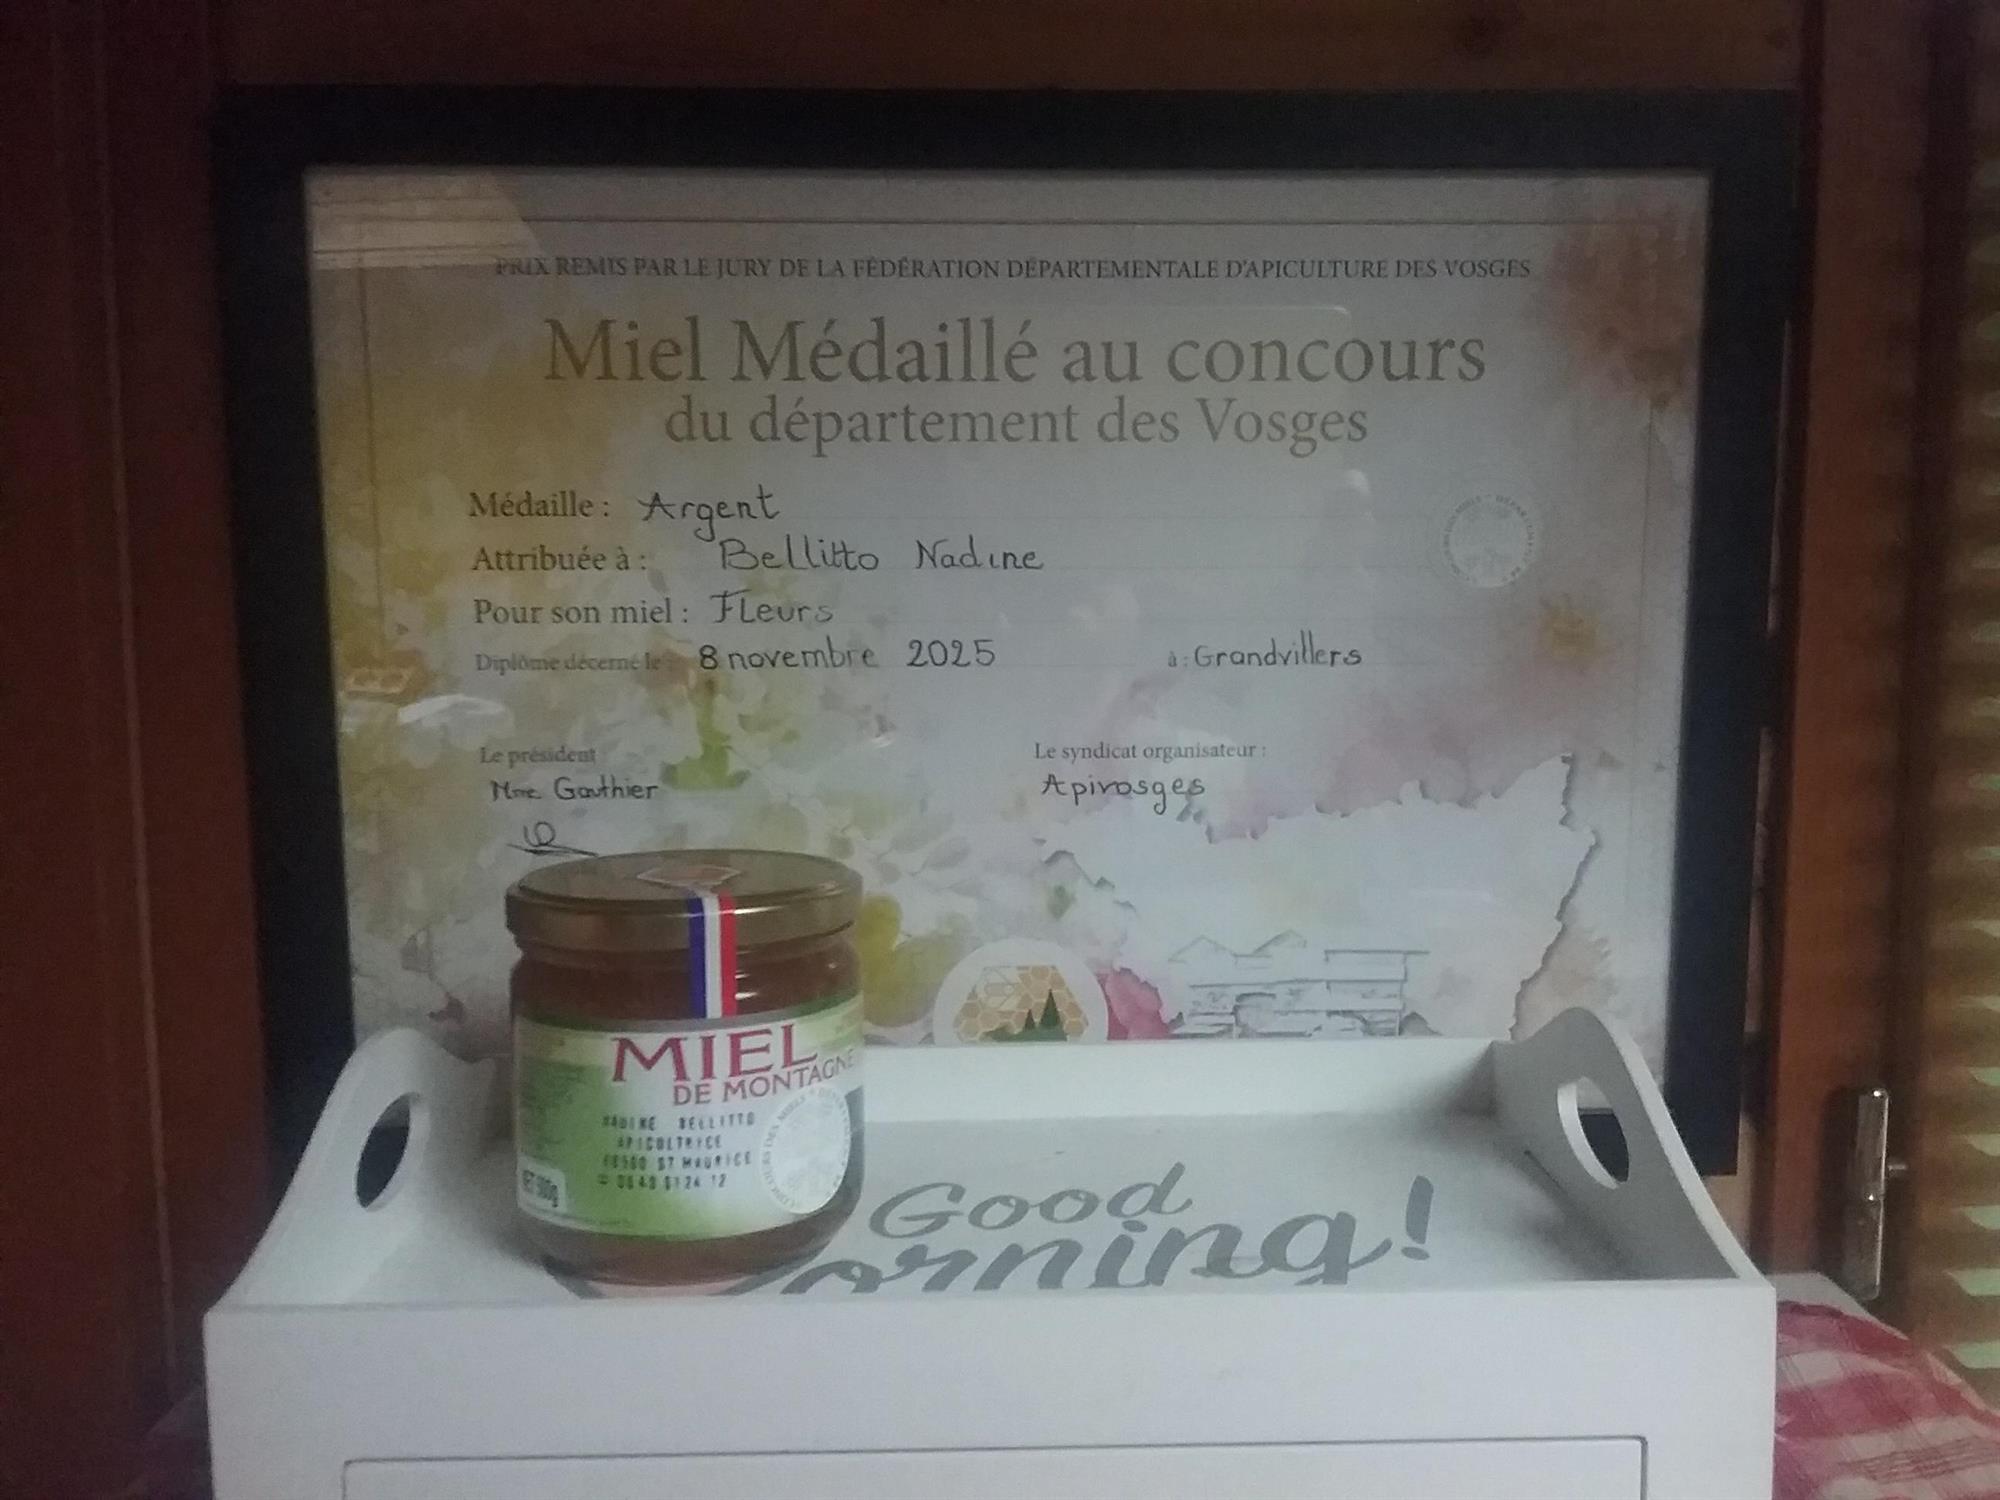 PRIX REMIS PAR LE JURY DE LA FÉDÉRATION DÉPARTEMENTALE D'APICULTURE DES VOSGES
Miel Médaillé au concours
du département des Vosges
Médaille : Argent
Attribuée à : Bellitto Nadine
Pour son miel : Fleurs
Diplôme décerné le 8 novembre 2025 à : Grandvillers
Le président
Mme Gauthier
Le syndicat organisateur :
Apivosges
MIEL
DE MONTAGNE
NADINE BELLITTO
APICULTRICE
ST MAURICE
NET 500g
Good
orning!